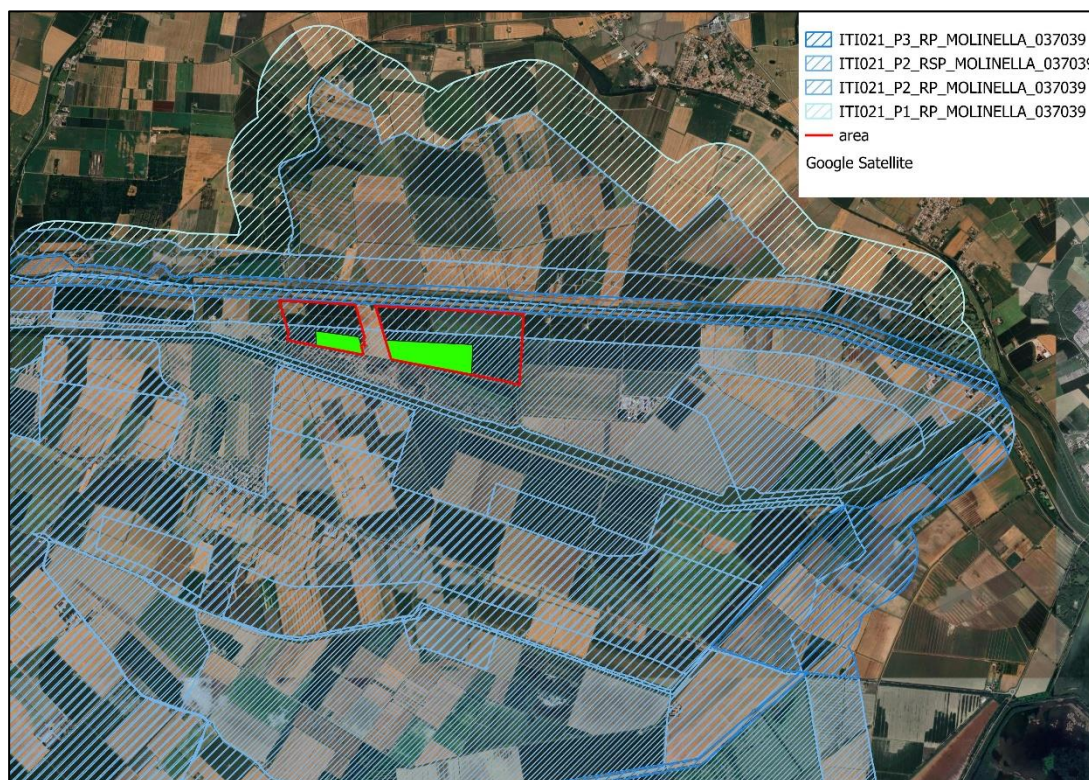 ITI021_P3_RP_MOLINELLA_037039
ITI021_P2_RSP_MOLINELLA_037039
ITI021_P2_RP_MOLINELLA_037039
ITI021_P1_RP_MOLINELLA_037039
area
Google Satellite